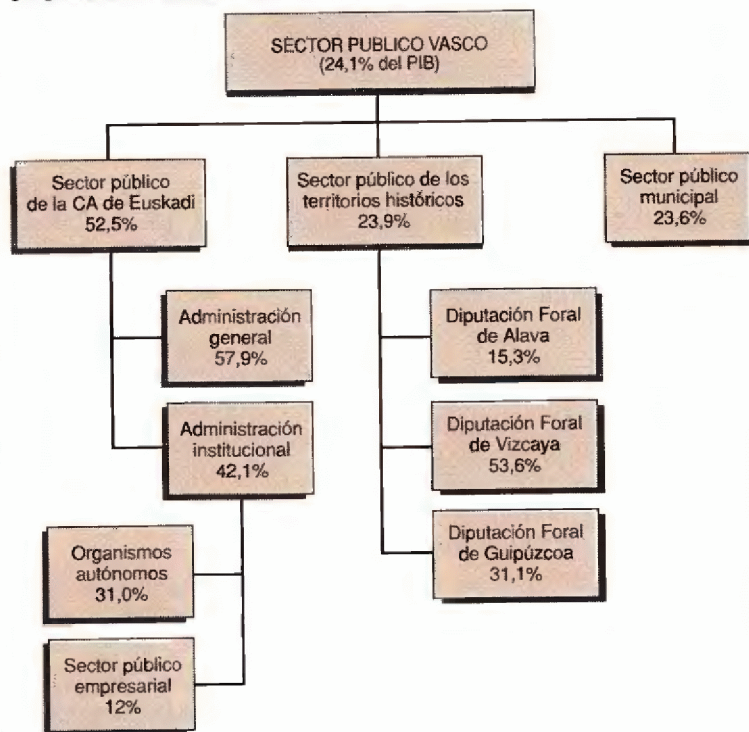 SECTOR PUBLICO VASCO
(24,1% del PIB)
Sector público
de la CA de Euskadi
52,5%
Sector público de los
territorios históricos
23,9%
Sector público
municipal
23,6%
Administración
general
57,9%
Administración
institucional
42,1%
Organismos
autónomos
31,0%
Sector público
empresarial
12%
Diputación Foral
de Alava
15,3%
Diputación Foral
de Vizcaya
53,6%
Diputación Foral
de Guipúzcoa
31,1%